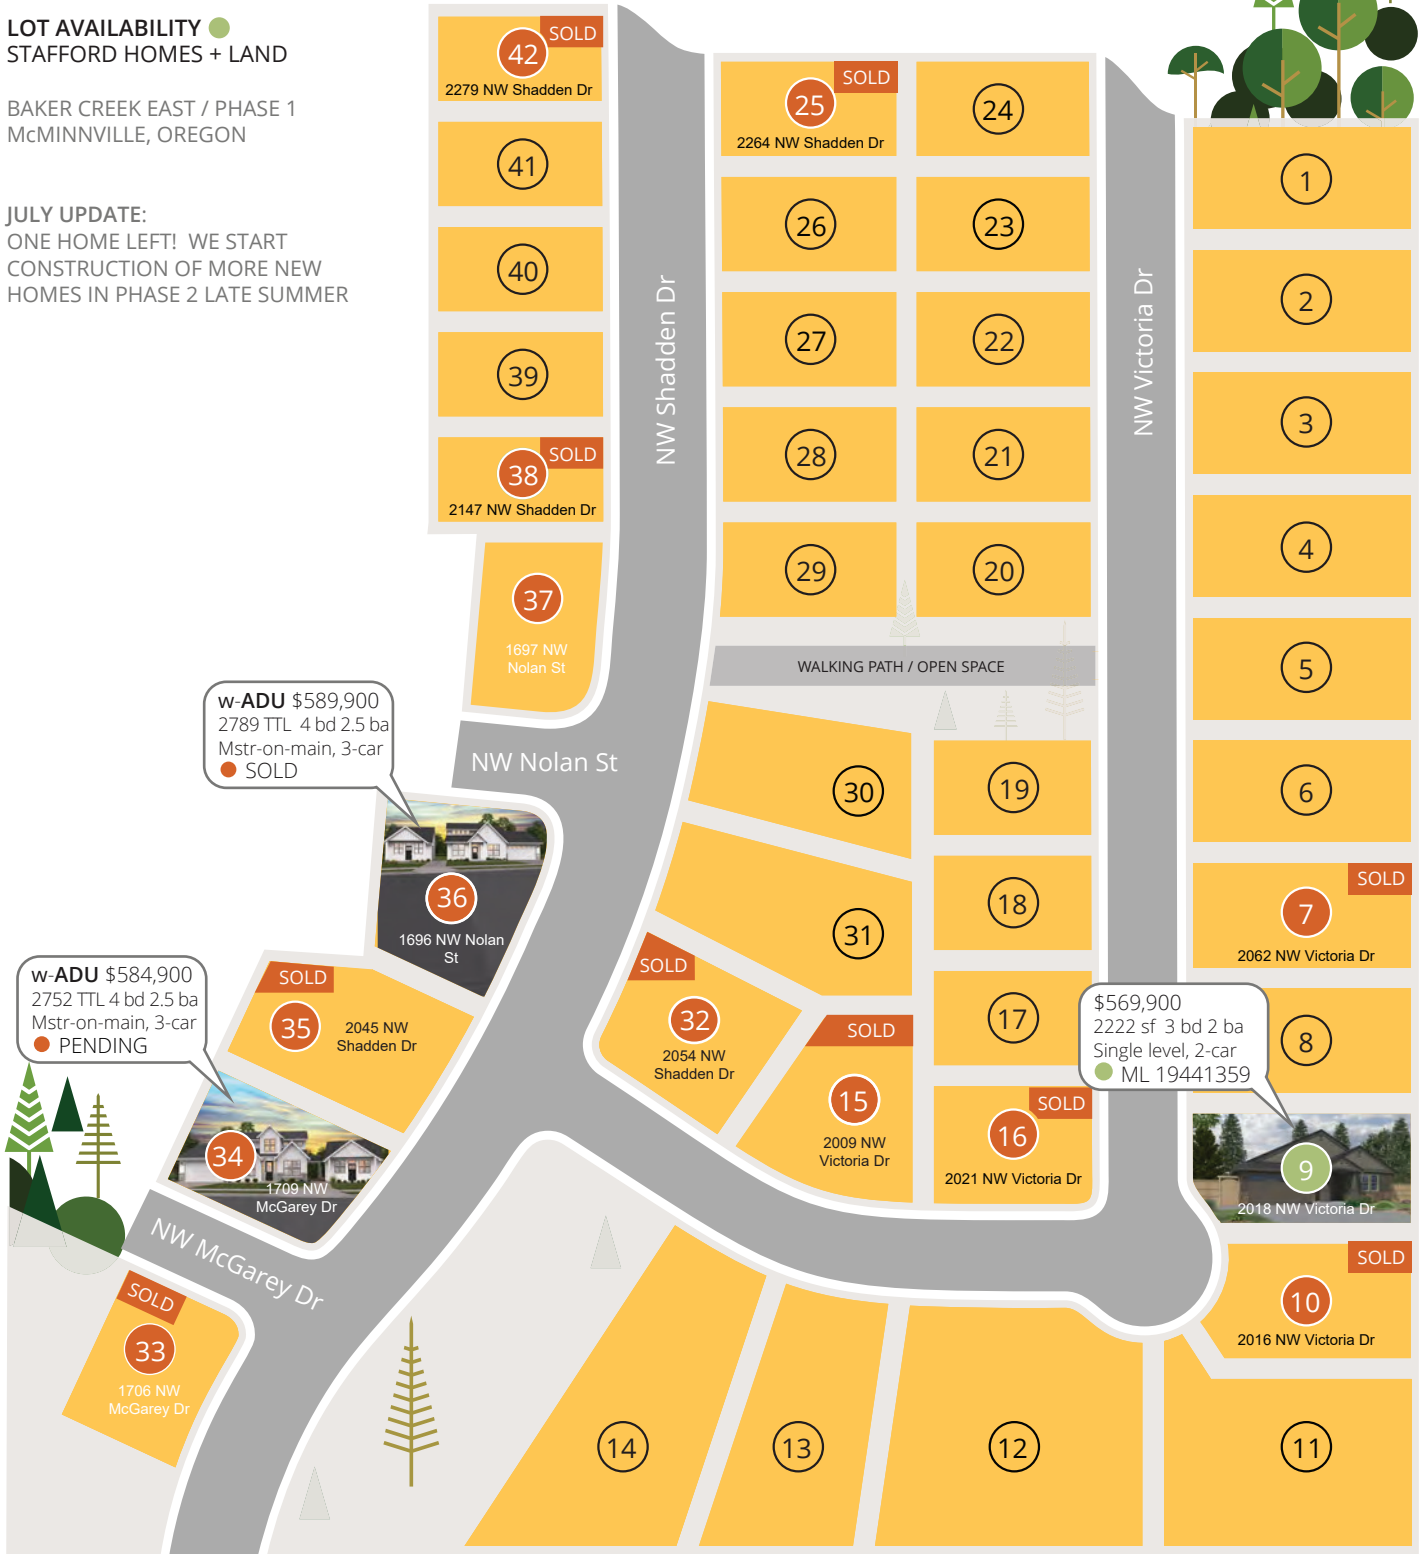 LOT AVAILABILITY
STAFFORD HOMES + LAND
BAKER CREEK EAST / PHASE 1
McMINNVILLE, OREGON
JULY UPDATE:
ONE HOME LEFT! WE START
CONSTRUCTION OF MORE NEW
HOMES IN PHASE 2 LATE SUMMER
SOLD
42
2279 NW Shadden Dr
41
40
39
SOLD
38
2147 NW Shadden Dr
37
1697 NW
Nolan St
NW Shadden Dr
SOLD
25
2264 NW Shadden Dr
24
26
23
27
22
28
21
29
20
NW Victoria Dr
1
2
3
4
5
6
SOLD
7
2062 NW Victoria Dr
8
WALKING PATH / OPEN SPACE
w-ADU $589,900
2789 TTL 4 bd 2.5 ba
Mstr-on-main, 3-car
SOLD
NW Nolan St
30
19
31
18
17
36
1696 NW Nolan
St
w-ADU $584,900
2752 TTL 4 bd 2.5 ba
Mstr-on-main, 3-car
PENDING
SOLD
35
2045 NW
Shadden Dr
34
1709 NW
McGarey Dr
SOLD
32
2054 NW
Shadden Dr
SOLD
15
2009 NW
Victoria Dr
SOLD
16
2021 NW Victoria Dr
$569,900
2222 sf 3 bd 2 ba
Single level, 2-car
ML 19441359
9
2018 NW Victoria Dr
SOLD
10
2016 NW Victoria Dr
NW McGarey Dr
SOLD
33
1706 NW
McGarey Dr
14
13
12
11